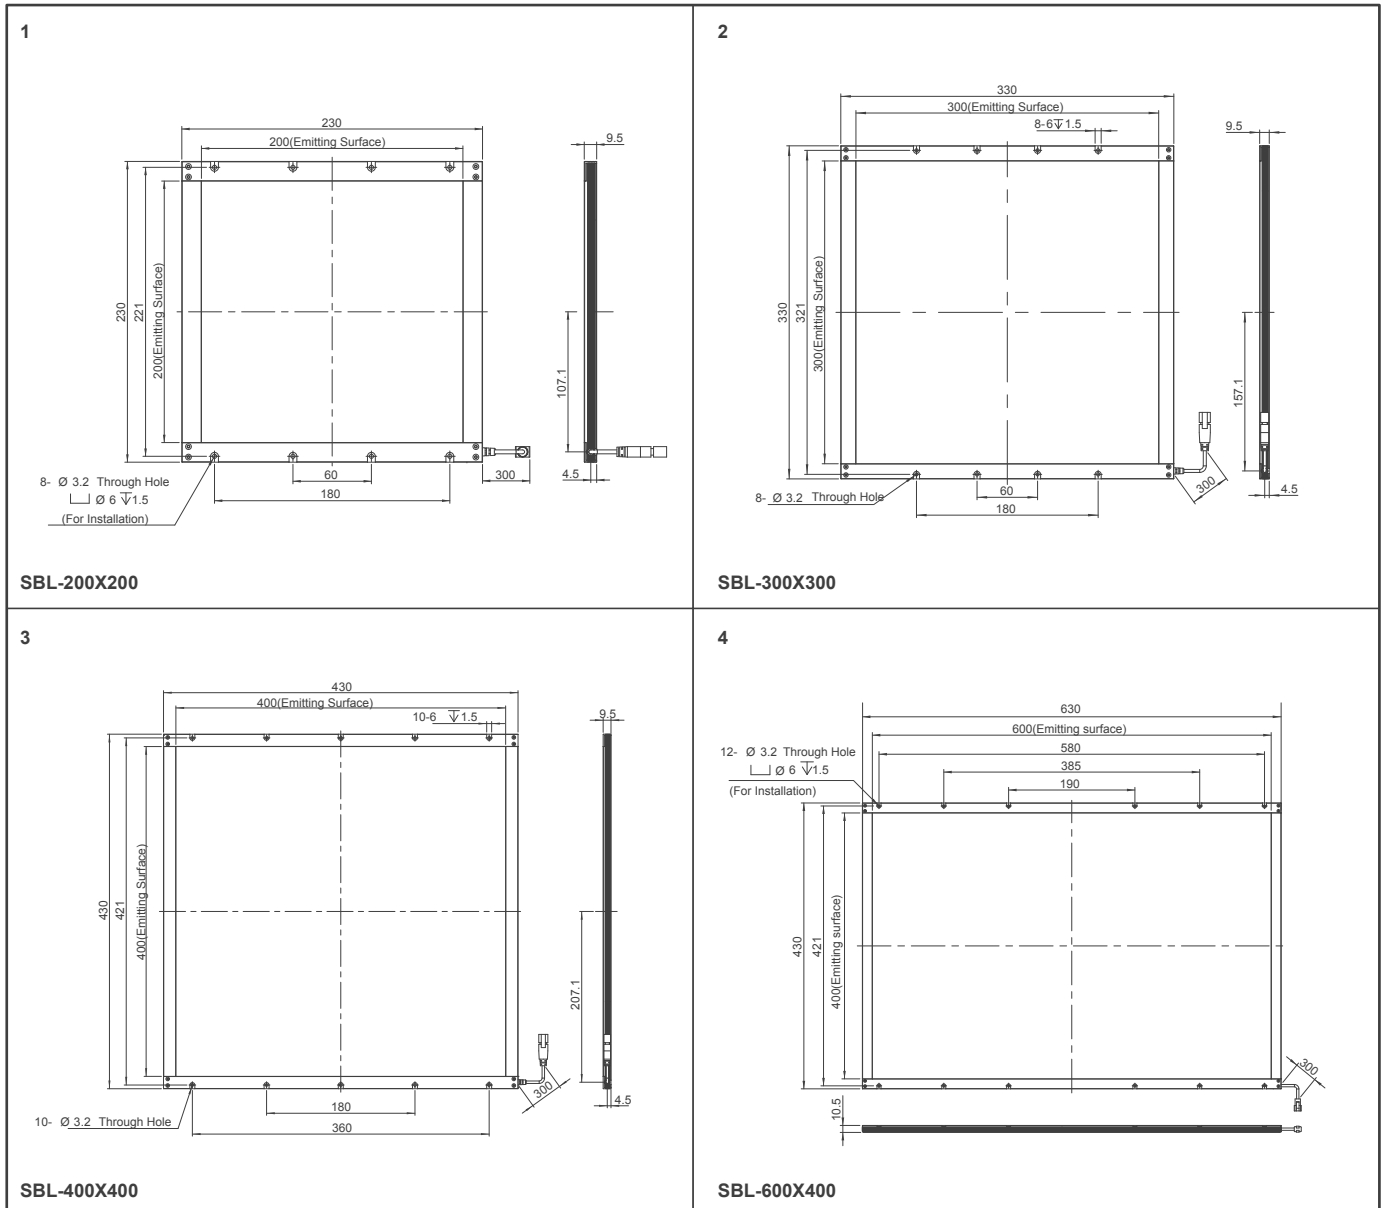 1
230
200(Emitting Surface)
9.5
230
221
200(Emitting Surface)
107.1
4.5
60
180
300
8- Ø 3.2 Through Hole
⌴ Ø 6 ↧1.5
(For Installation)
SBL-200X200
2
330
300(Emitting Surface)
8-6↧1.5
9.5
330
321
300(Emitting Surface)
157.1
8- Ø 3.2 Through Hole
60
180
300
4.5
SBL-300X300
3
430
400(Emitting Surface)
10-6 ↧1.5
9.5
430
421
400(Emitting Surface)
207.1
300
4.5
10- Ø 3.2 Through Hole
180
360
SBL-400X400
4
630
600(Emitting surface)
580
385
190
12- Ø 3.2 Through Hole
⌴ Ø 6 ↧1.5
(For Installation)
430
421
400(Emitting surface)
300
10.5
SBL-600X400